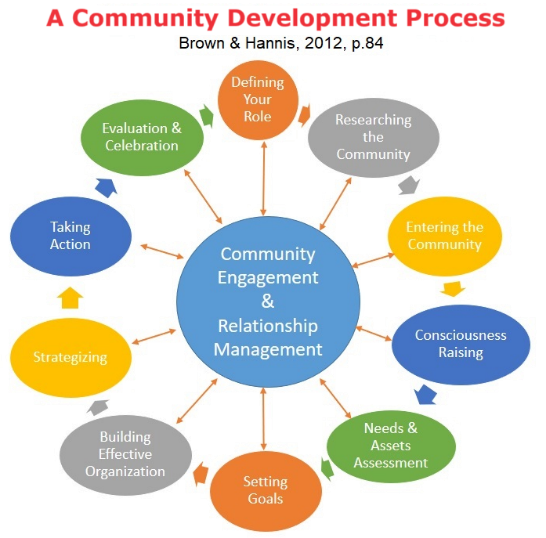 A Community Development Process
Brown & Hannis, 2012, p.84
Defining
Your
Role
Researching
the
Community
Entering the
Community
Consciousness
Raising
Needs &
Assets
Assessment
Setting
Goals
Building
Effective
Organization
Strategizing
Taking
Action
Evaluation &
Celebration
Community
Engagement
&
Relationship
Management